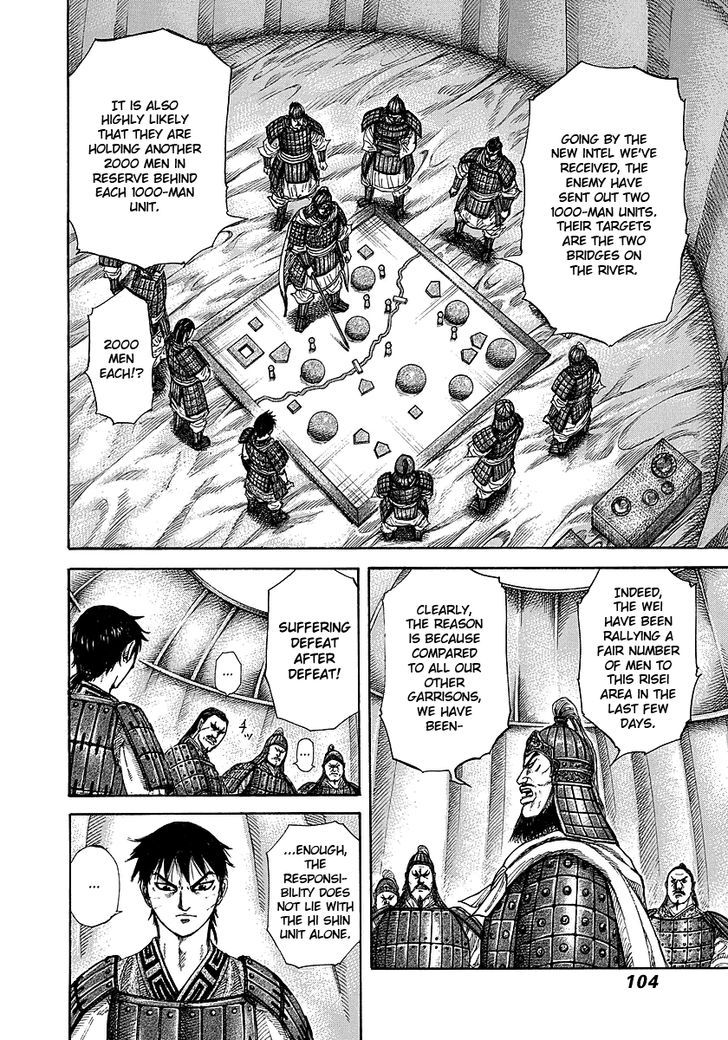 GOING BY THE
NEW INTEL WE'VE
RECEIVED, THE
ENEMY HAVE
SENT OUT TWO
1000-MAN UNITS.
THEIR TARGETS
ARE THE TWO
BRIDGES ON
THE RIVER.
IT IS ALSO
HIGHLY LIKELY
THAT THEY ARE
HOLDING ANOTHER
2000 MEN IN
RESERVE BEHIND
EACH 1000-MAN
UNIT.
2000
MEN
EACH!?
INDEED,
THE WEI
HAVE BEEN
RALLYING A
FAIR NUMBER
OF MEN TO
THIS RISEI
AREA IN THE
LAST FEW
DAYS.
CLEARLY,
THE REASON
IS BECAUSE
COMPARED
TO ALL OUR
OTHER
GARRISONS,
WE HAVE
BEEN-
SUFFERING
DEFEAT
AFTER
DEFEAT!
...
...
...ENOUGH,
THE
RESPONSI-
BILITY DOES
NOT LIE WITH
THE HI SHIN
UNIT ALONE.
...
104